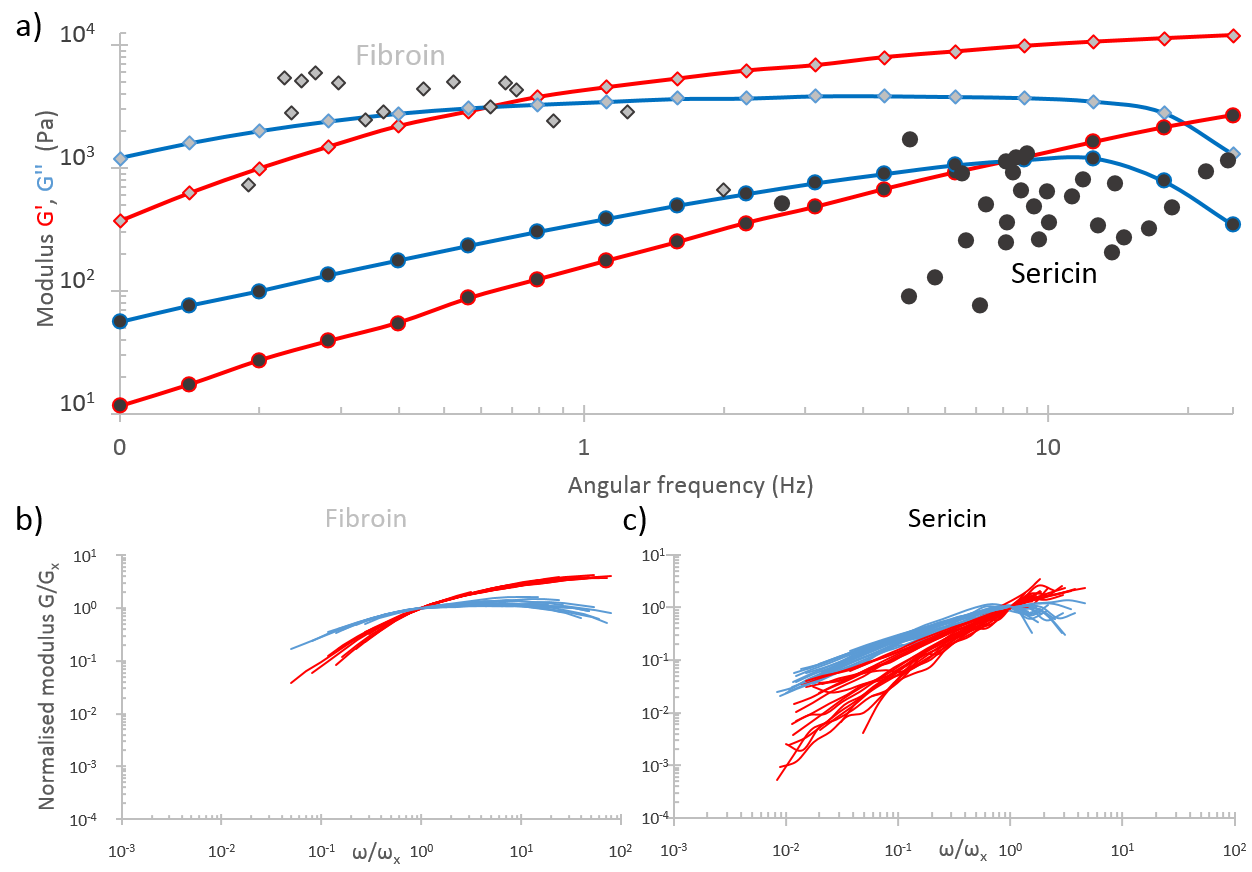 a)
Fibroin
Modulus G', G'' (Pa)
10⁴
10³
10²
10¹
Sericin
0 1 10
Angular frequency (Hz)
b)
Fibroin
Normalised modulus G/Gₓ
10¹
10⁰
10⁻¹
10⁻²
10⁻³
10⁻⁴
10⁻³ 10⁻² 10⁻¹ 10⁰ 10¹ 10²
ω/ωₓ
c)
Sericin
10¹
10⁰
10⁻¹
10⁻²
10⁻³
10⁻⁴
10⁻³ 10⁻² 10⁻¹ 10⁰ 10¹ 10²
ω/ωₓ